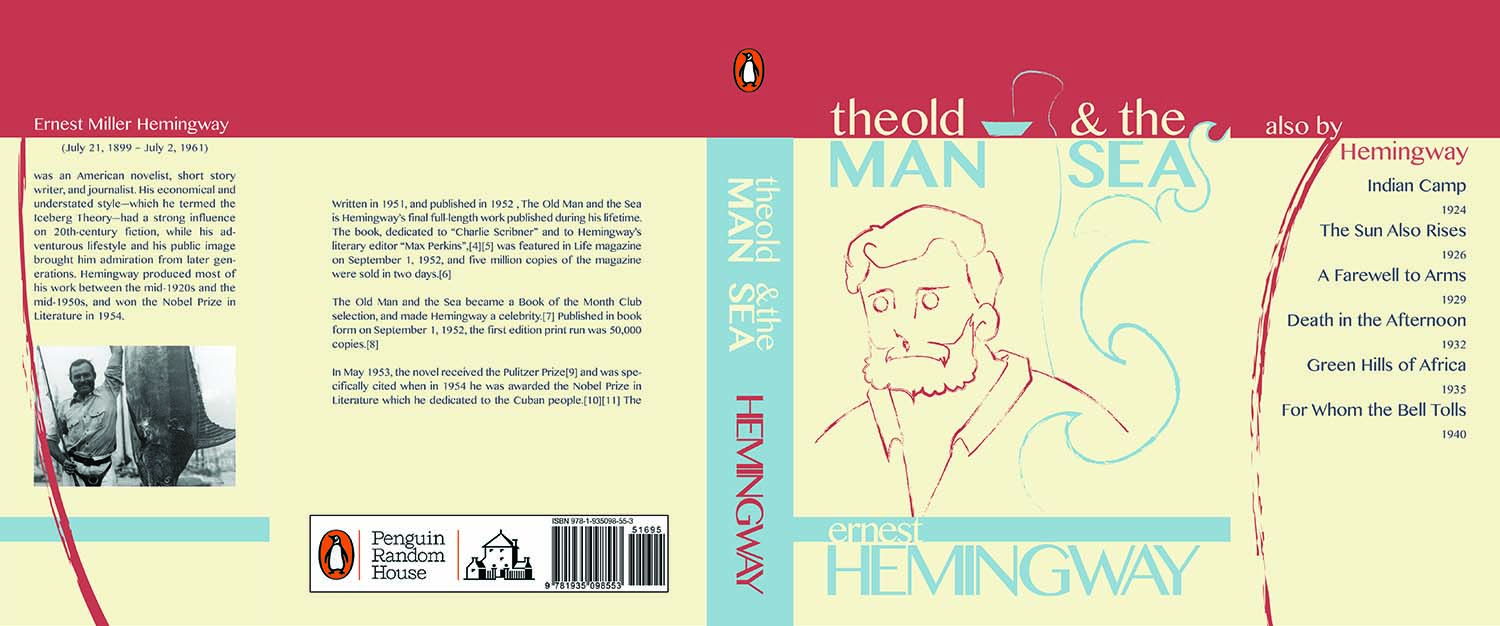 Ernest Miller Hemingway
(July 21, 1899 – July 2, 1961)
was an American novelist, short story
writer, and journalist. His economical and
understated style—which he termed the
Iceberg Theory—had a strong influence
on 20th-century fiction, while his ad-
venturous lifestyle and his public image
brought him admiration from later gen-
erations. Hemingway produced most of
his work between the mid-1920s and the
mid-1950s, and won the Nobel Prize in
Literature in 1954.
Written in 1951, and published in 1952 , The Old Man and the Sea
is Hemingway's final full-length work published during his lifetime.
The book, dedicated to "Charlie Scribner" and to Hemingway's
literary editor "Max Perkins",[4][5] was featured in Life magazine
on September 1, 1952, and five million copies of the magazine
were sold in two days.[6]
The Old Man and the Sea became a Book of the Month Club
selection, and made Hemingway a celebrity.[7] Published in book
form on September 1, 1952, the first edition print run was 50,000
copies.[8]
In May 1953, the novel received the Pulitzer Prize[9] and was spe-
cifically cited when in 1954 he was awarded the Nobel Prize in
Literature which he dedicated to the Cuban people.[10][11] The
Penguin
Random
House
ISBN 978-1-935098-55-3
51695
9 781935 098553
theold & the
MAN SEA
HEMINGWAY
theold & the
MAN SEA
ernest
HEMINGWAY
also by
Hemingway
Indian Camp
1924
The Sun Also Rises
1926
A Farewell to Arms
1929
Death in the Afternoon
1932
Green Hills of Africa
1935
For Whom the Bell Tolls
1940